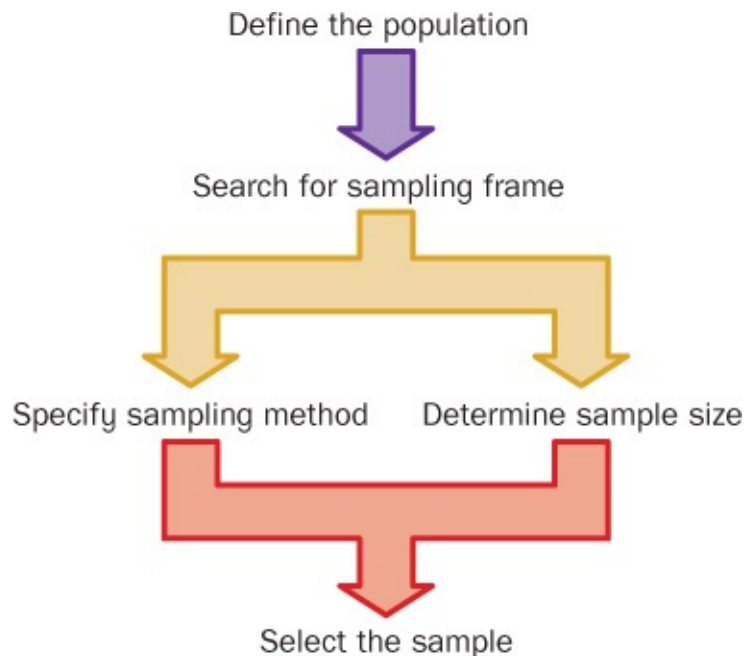 Define the population
Search for sampling frame
Specify sampling method
Determine sample size
Select the sample